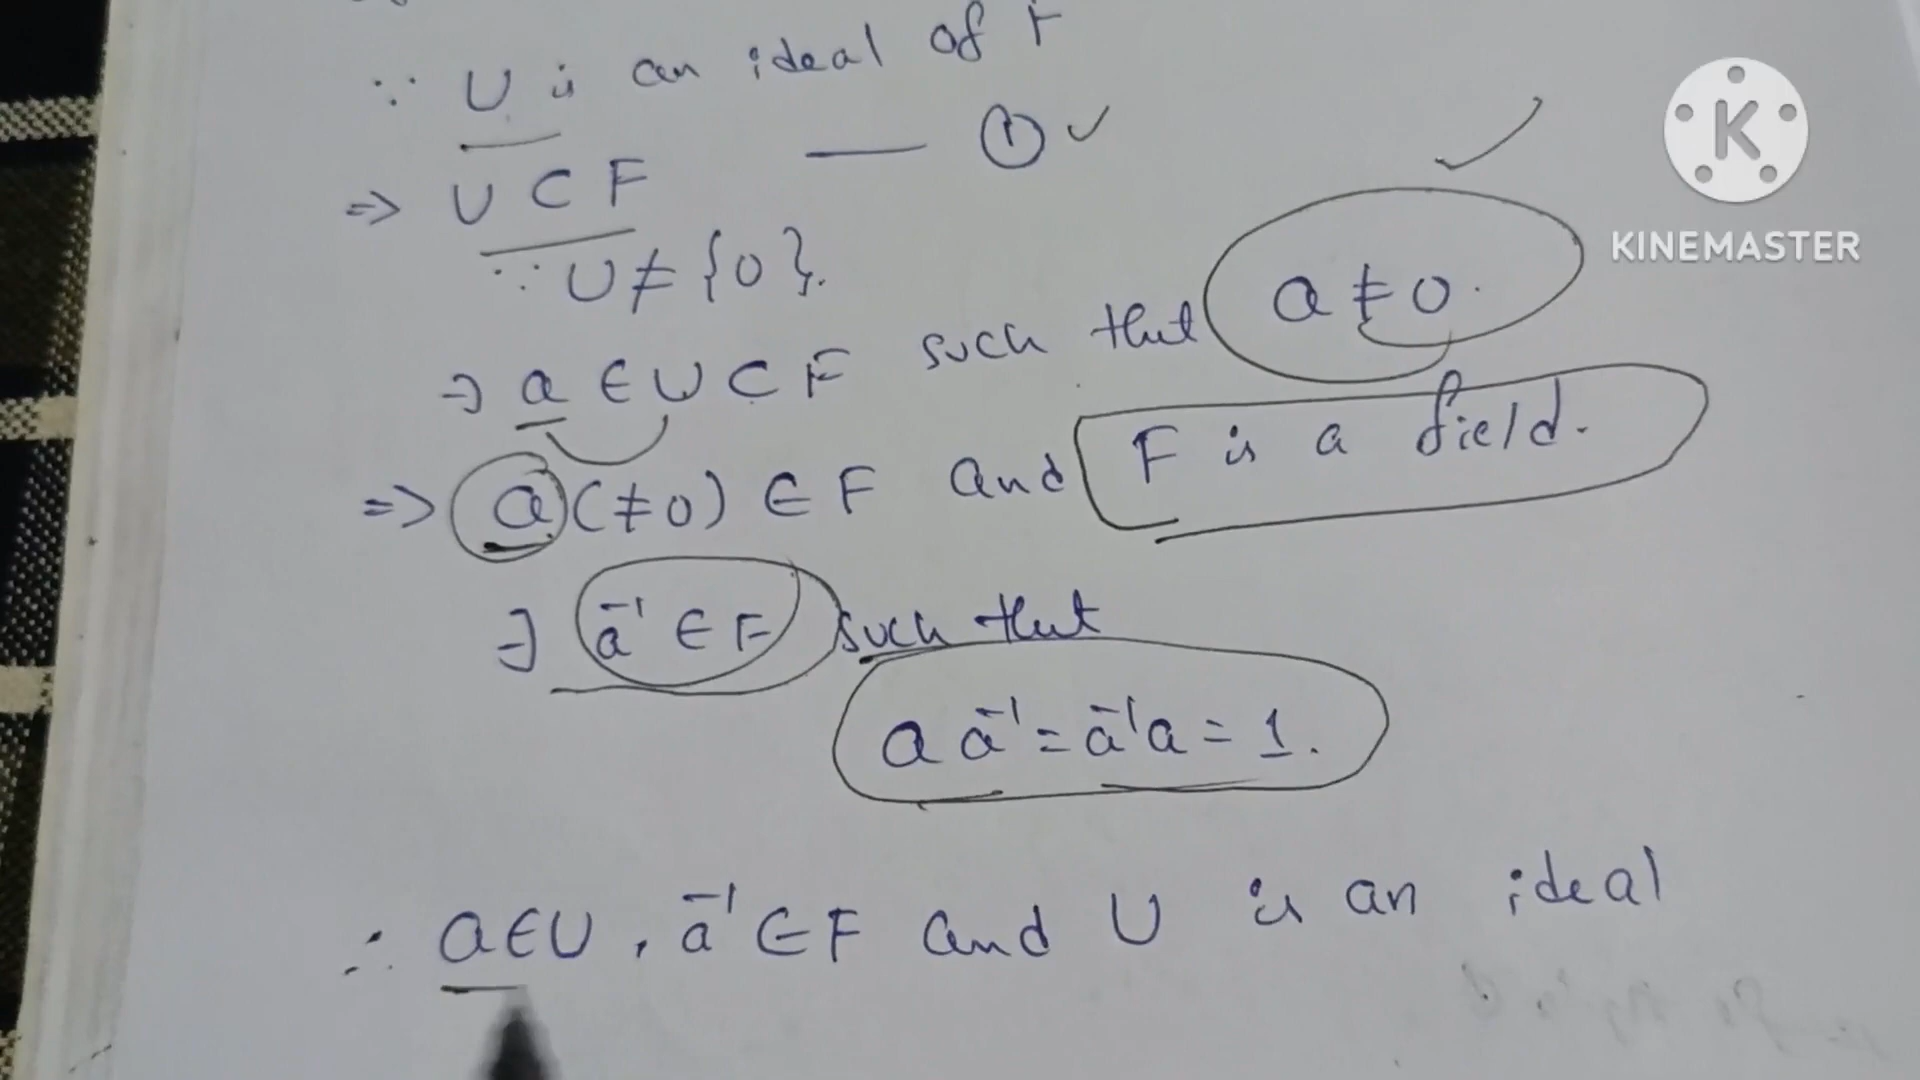 ∵ U is an ideal of F
⇒ U ⊂ F —— ①✓
∵ U ≠ {0}.
⇒ a ∈ U ⊂ F such that a ≠ 0.
⇒ a (≠0) ∈ F and F is a field.
∃ a⁻¹ ∈ F such that
a a⁻¹ = a⁻¹a = 1.
∴ a∈U, a⁻¹ ∈ F and U is an ideal
KINEMASTER